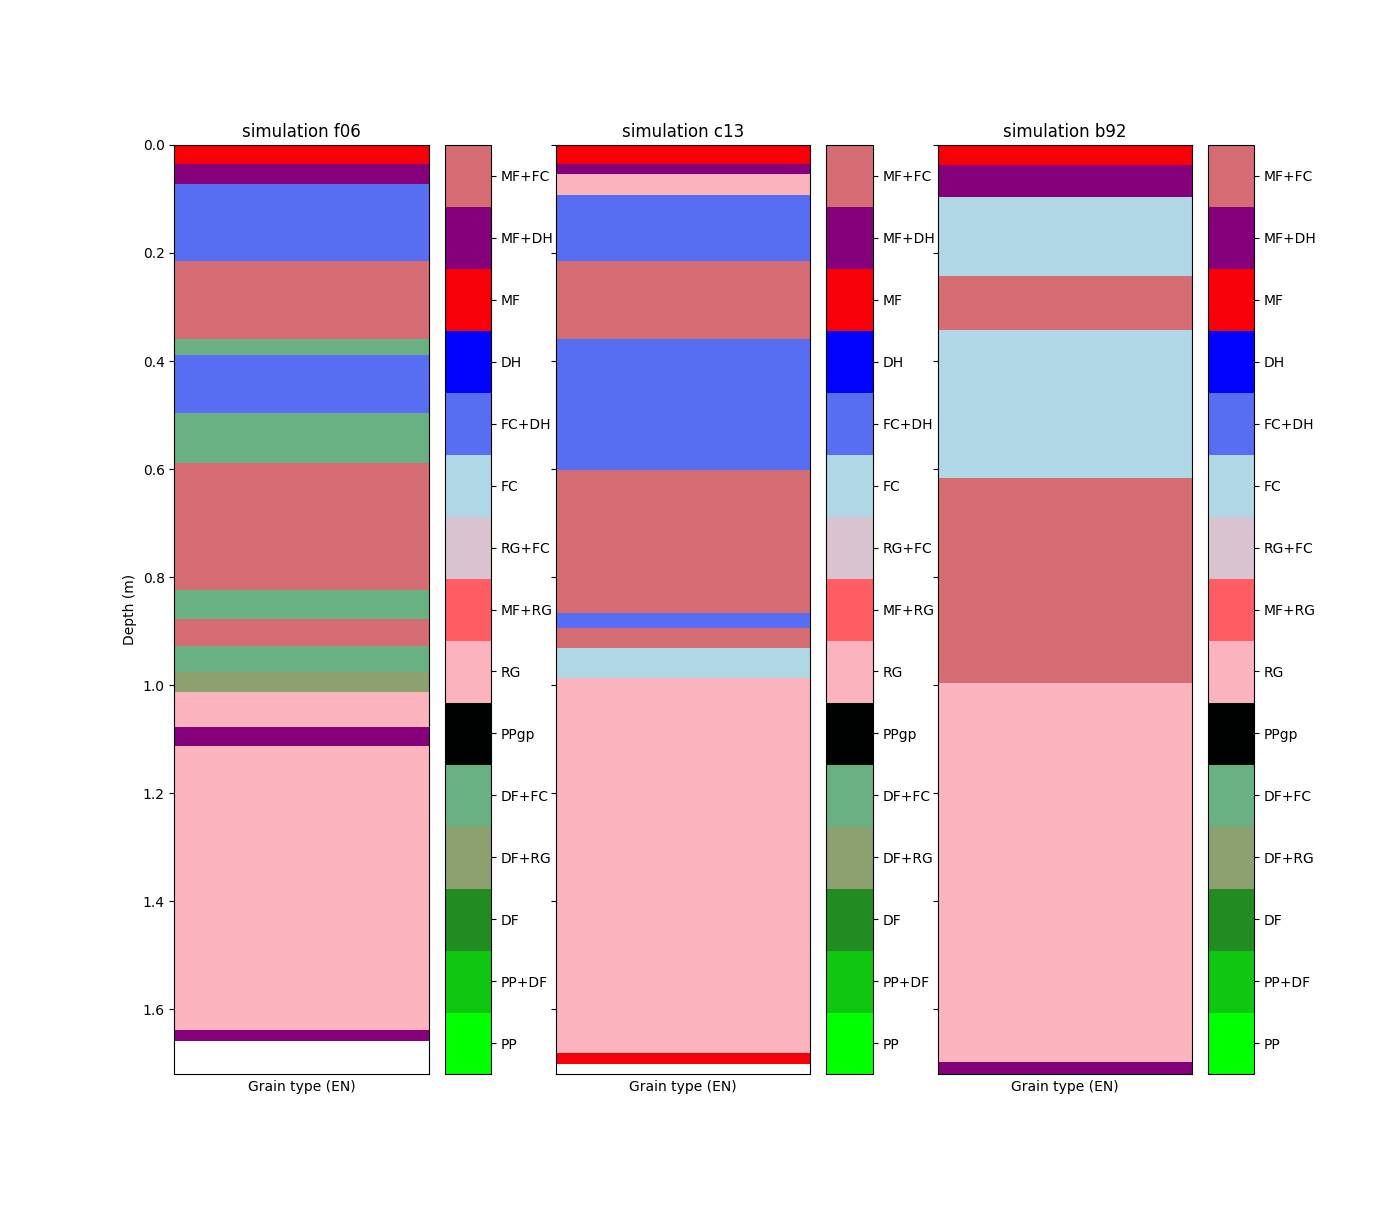 simulation f06
simulation c13
simulation b92
0.0
0.2
0.4
0.6
0.8
1.0
1.2
1.4
1.6
Depth (m)
MF+FC
MF+DH
MF
DH
FC+DH
FC
RG+FC
MF+RG
RG
PPgp
DF+FC
DF+RG
DF
PP+DF
PP
MF+FC
MF+DH
MF
DH
FC+DH
FC
RG+FC
MF+RG
RG
PPgp
DF+FC
DF+RG
DF
PP+DF
PP
MF+FC
MF+DH
MF
DH
FC+DH
FC
RG+FC
MF+RG
RG
PPgp
DF+FC
DF+RG
DF
PP+DF
PP
Grain type (EN)
Grain type (EN)
Grain type (EN)